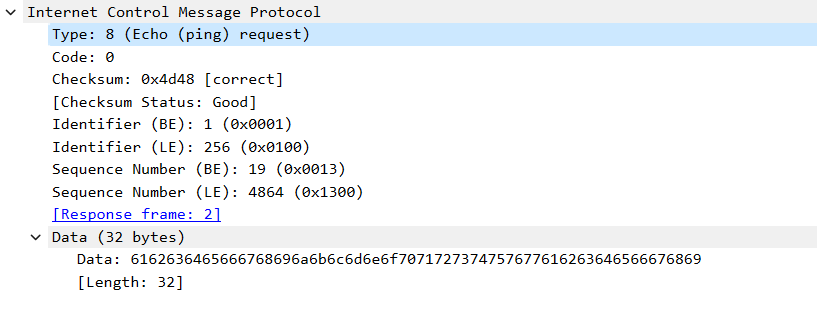 Internet Control Message Protocol
Type: 8 (Echo (ping) request)
Code: 0
Checksum: 0x4d48 [correct]
[Checksum Status: Good]
Identifier (BE): 1 (0x0001)
Identifier (LE): 256 (0x0100)
Sequence Number (BE): 19 (0x0013)
Sequence Number (LE): 4864 (0x1300)
[Response frame: 2]
Data (32 bytes)
Data: 6162636465666768696a6b6c6d6e6f7071727374757677616263646566676869
[Length: 32]